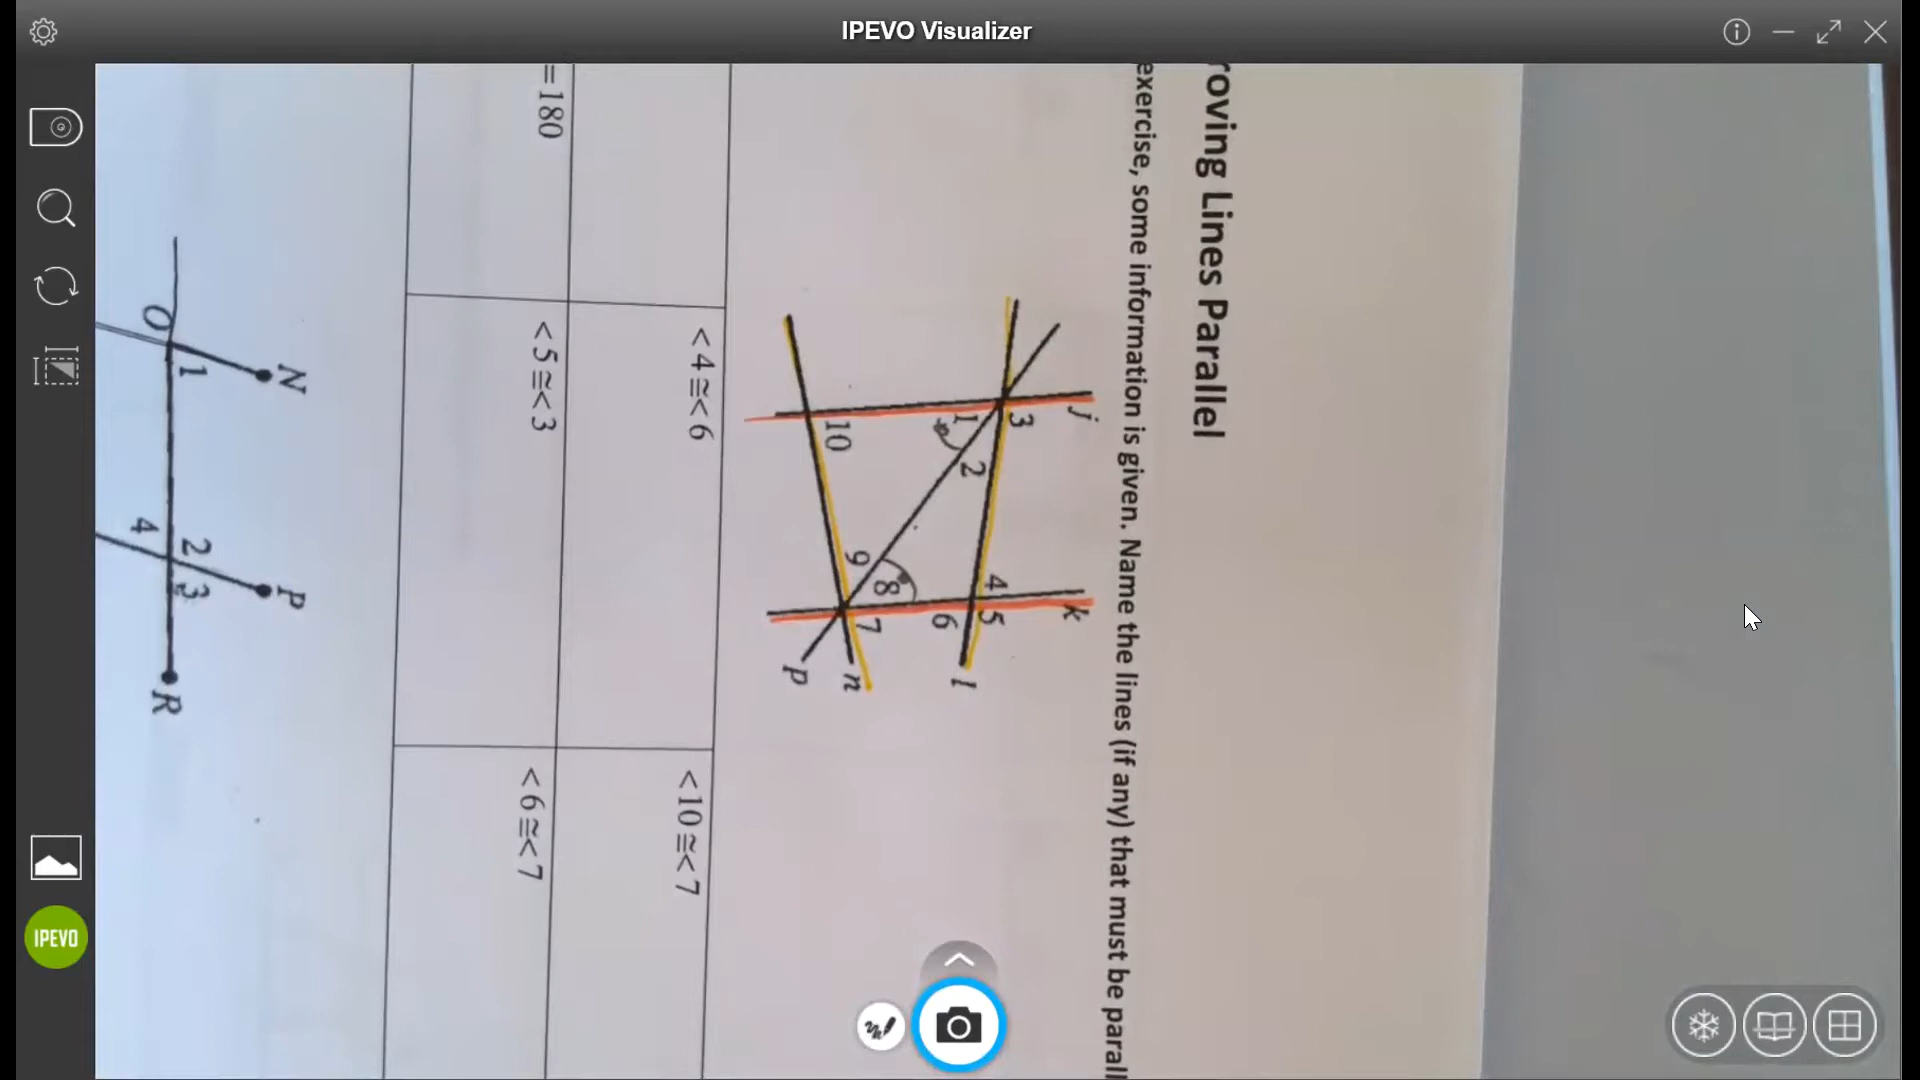 IPEVO Visualizer
roving Lines Parallel
exercise, some information is given. Name the lines (if any) that must be paral
j
k
l
n
p
1
2
3
4
5
6
7
8
9
10
<4≅<6
<10≅<7
=180
<5≅<3
<6≅<7
N
P
O
R
1
2
3
4
IPEVO